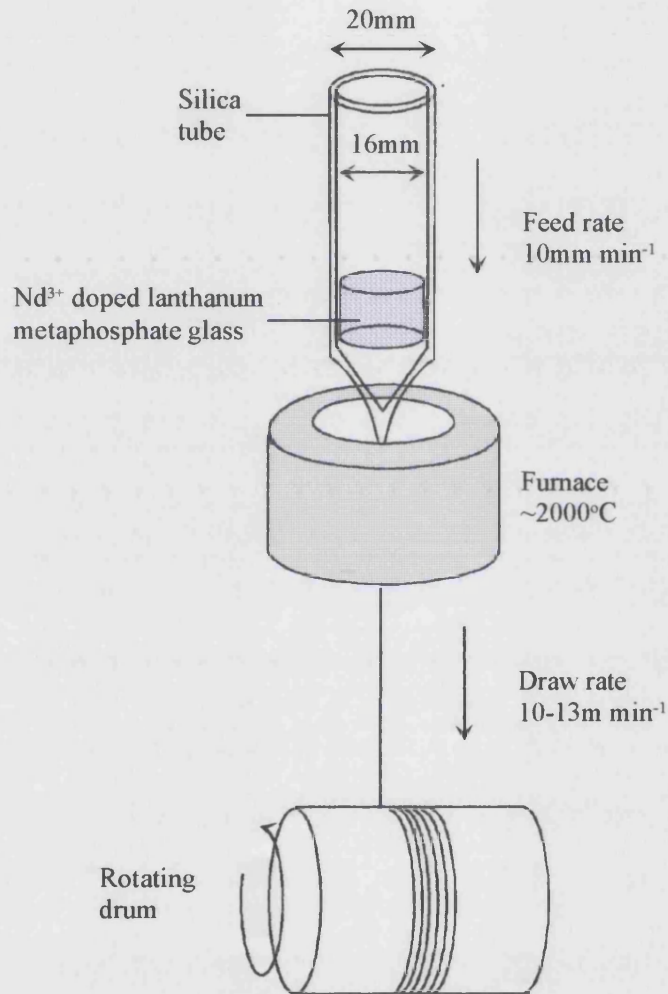 20mm
Silica
tube
16mm
Feed rate
10mm min⁻¹
Nd³⁺ doped lanthanum
metaphosphate glass
Furnace
~2000°C
Draw rate
10-13m min⁻¹
Rotating
drum